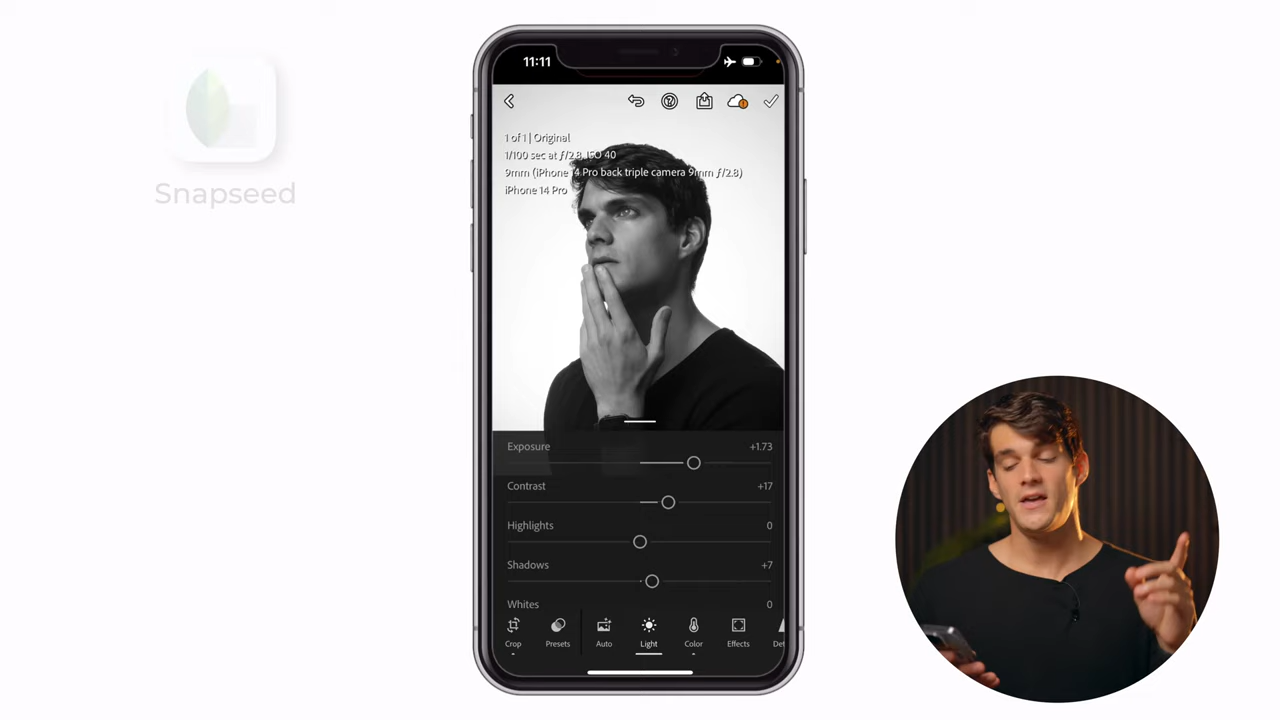 Snapseed
11:11
1 of 1 | Original
1/100 sec at ƒ/2.8, ISO 40
9mm (iPhone 14 Pro back triple camera 9mm ƒ/2.8)
iPhone 14 Pro
Exposure +1.73
Contrast +17
Highlights 0
Shadows +7
Whites 0
Crop Presets Auto Light Color Effects Det